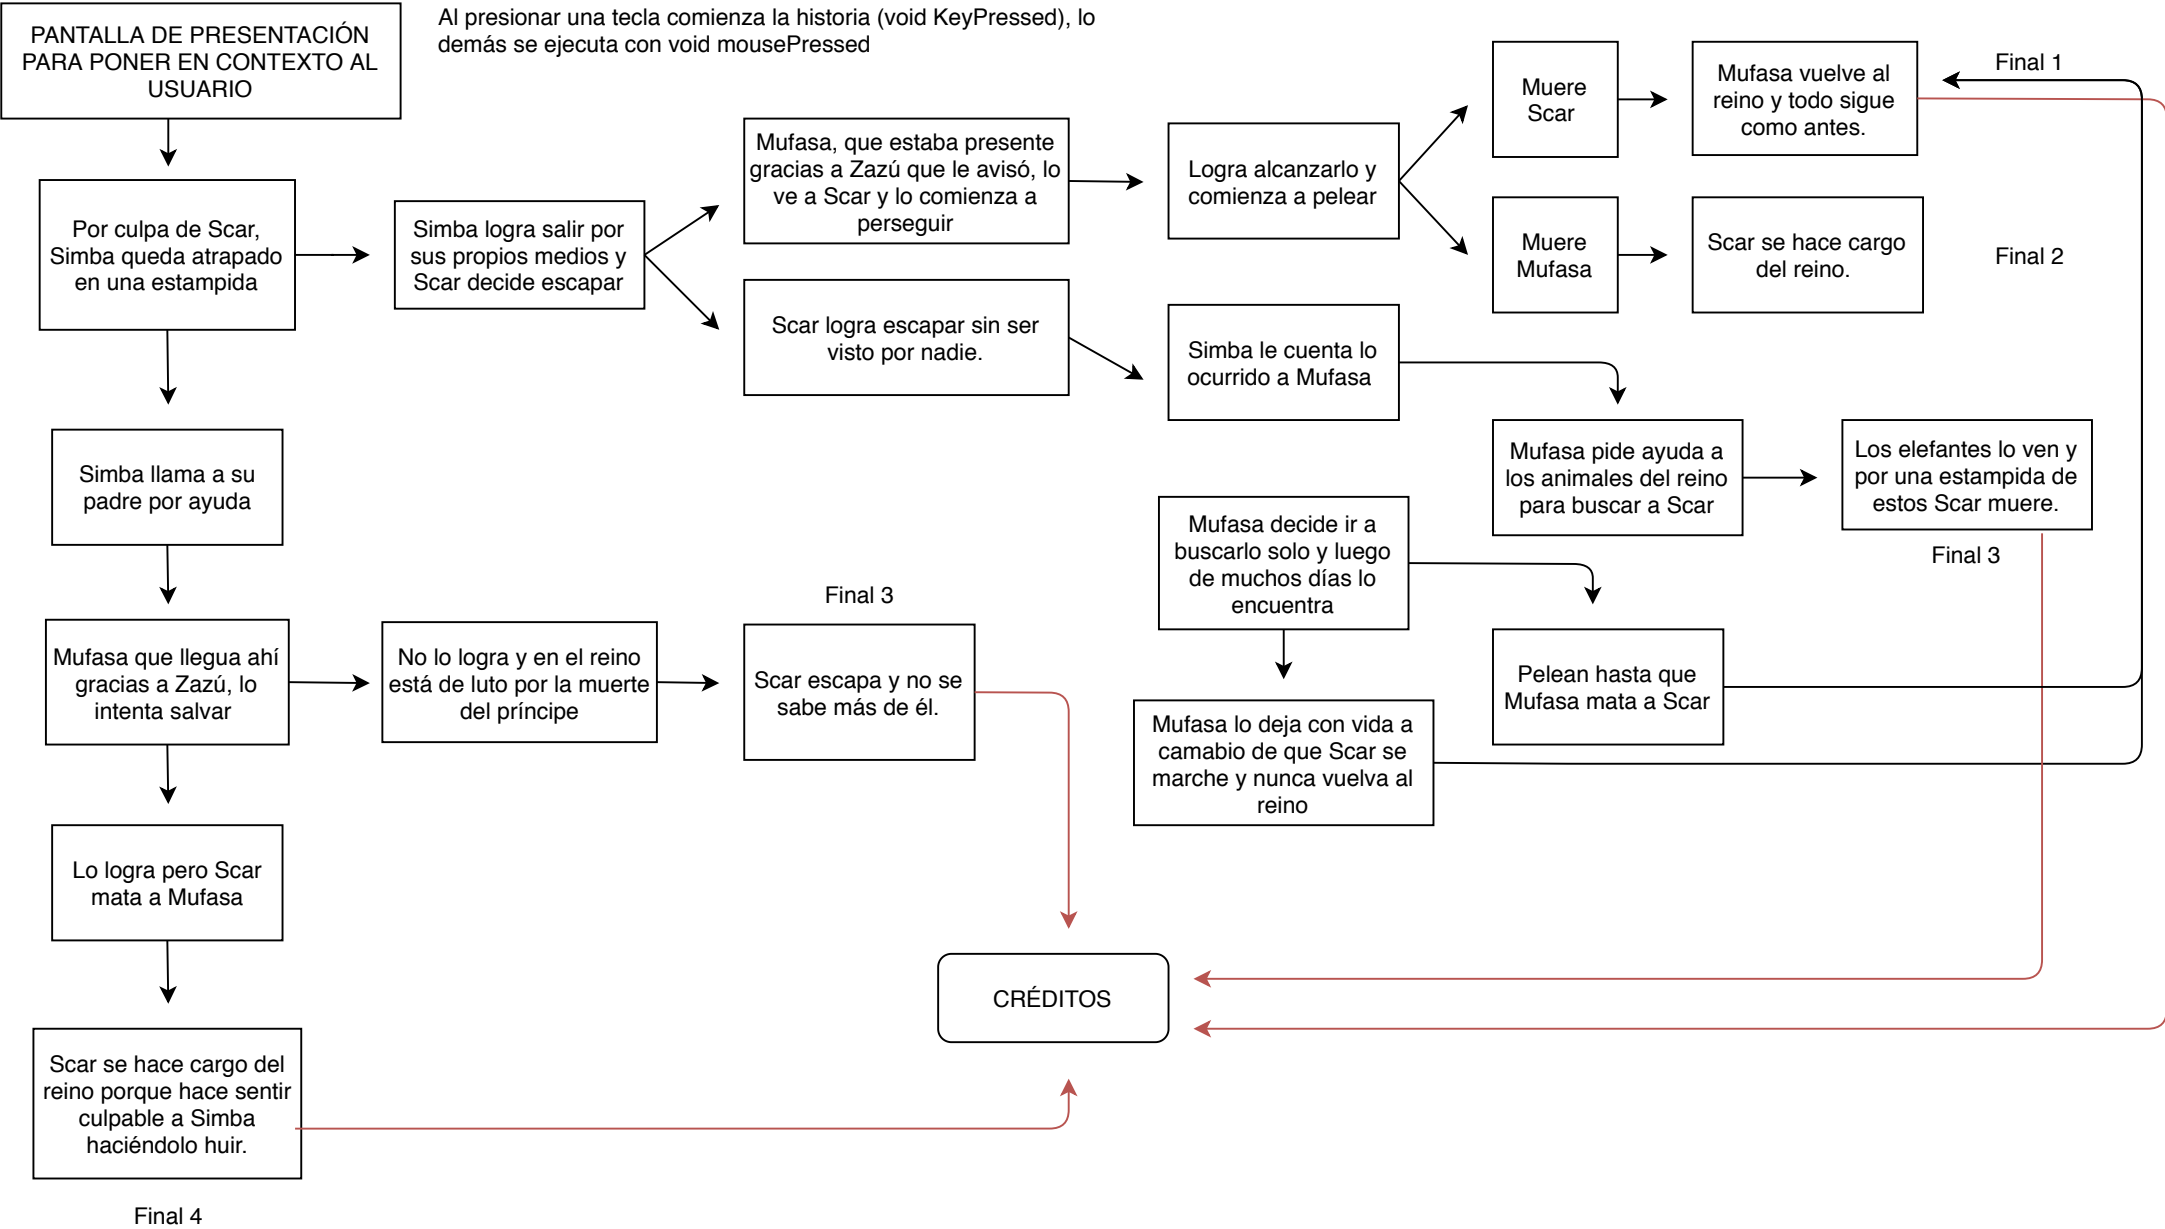 PANTALLA DE PRESENTACIÓN
PARA PONER EN CONTEXTO AL
USUARIO
Al presionar una tecla comienza la historia (void KeyPressed), lo
demás se ejecuta con void mousePressed
Por culpa de Scar,
Simba queda atrapado
en una estampida
Simba logra salir por
sus propios medios y
Scar decide escapar
Mufasa, que estaba presente
gracias a Zazú que le avisó, lo
ve a Scar y lo comienza a
perseguir
Logra alcanzarlo y
comienza a pelear
Muere
Scar
Mufasa vuelve al
reino y todo sigue
como antes.
Final 1
Muere
Mufasa
Scar se hace cargo
del reino.
Final 2
Scar logra escapar sin ser
visto por nadie.
Simba le cuenta lo
ocurrido a Mufasa
Mufasa pide ayuda a
los animales del reino
para buscar a Scar
Los elefantes lo ven y
por una estampida de
estos Scar muere.
Final 3
Mufasa decide ir a
buscarlo solo y luego
de muchos días lo
encuentra
Pelean hasta que
Mufasa mata a Scar
Mufasa lo deja con vida a
camabio de que Scar se
marche y nunca vuelva al
reino
Simba llama a su
padre por ayuda
Mufasa que llegua ahí
gracias a Zazú, lo
intenta salvar
No lo logra y en el reino
está de luto por la muerte
del príncipe
Final 3
Scar escapa y no se
sabe más de él.
Lo logra pero Scar
mata a Mufasa
CRÉDITOS
Scar se hace cargo del
reino porque hace sentir
culpable a Simba
haciéndolo huir.
Final 4